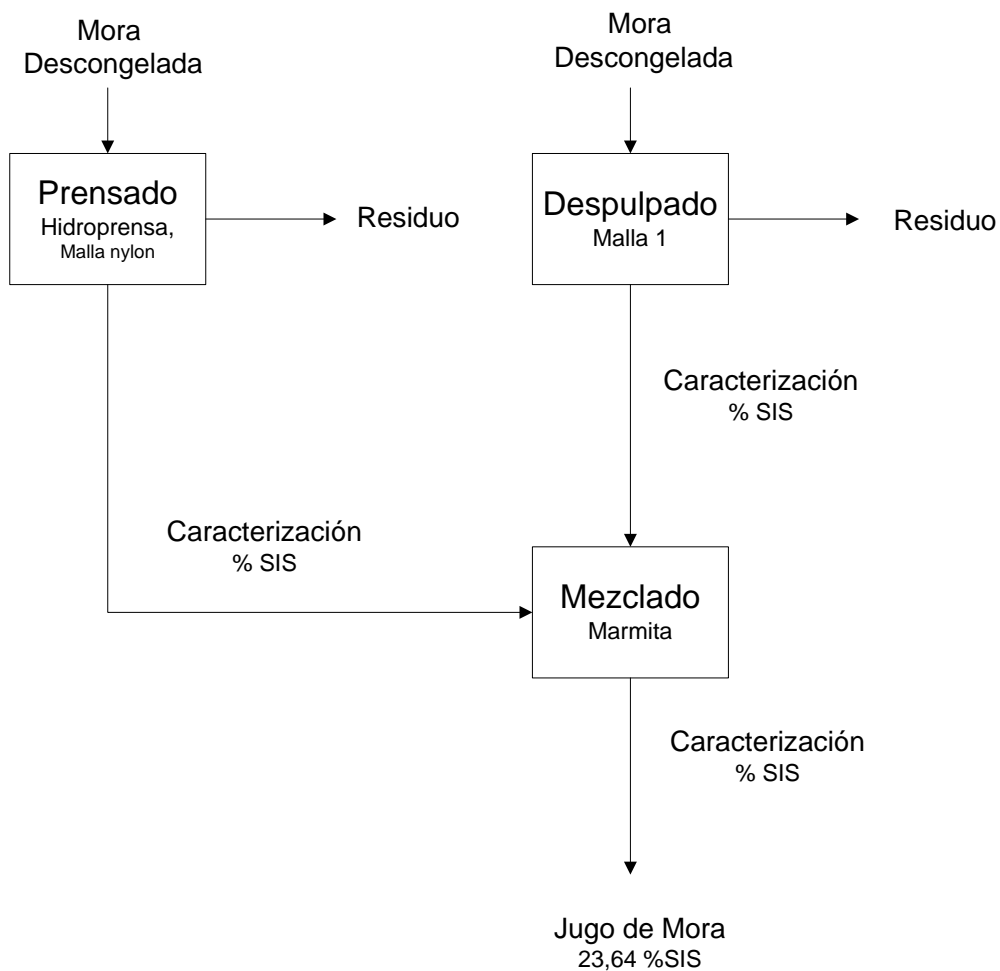 Mora
Descongelada
Mora
Descongelada
Prensado
Hidroprensa,
Malla nylon
Residuo
Despulpado
Malla 1
Residuo
Caracterización
% SIS
Caracterización
% SIS
Mezclado
Marmita
Caracterización
% SIS
Jugo de Mora
23,64 %SIS